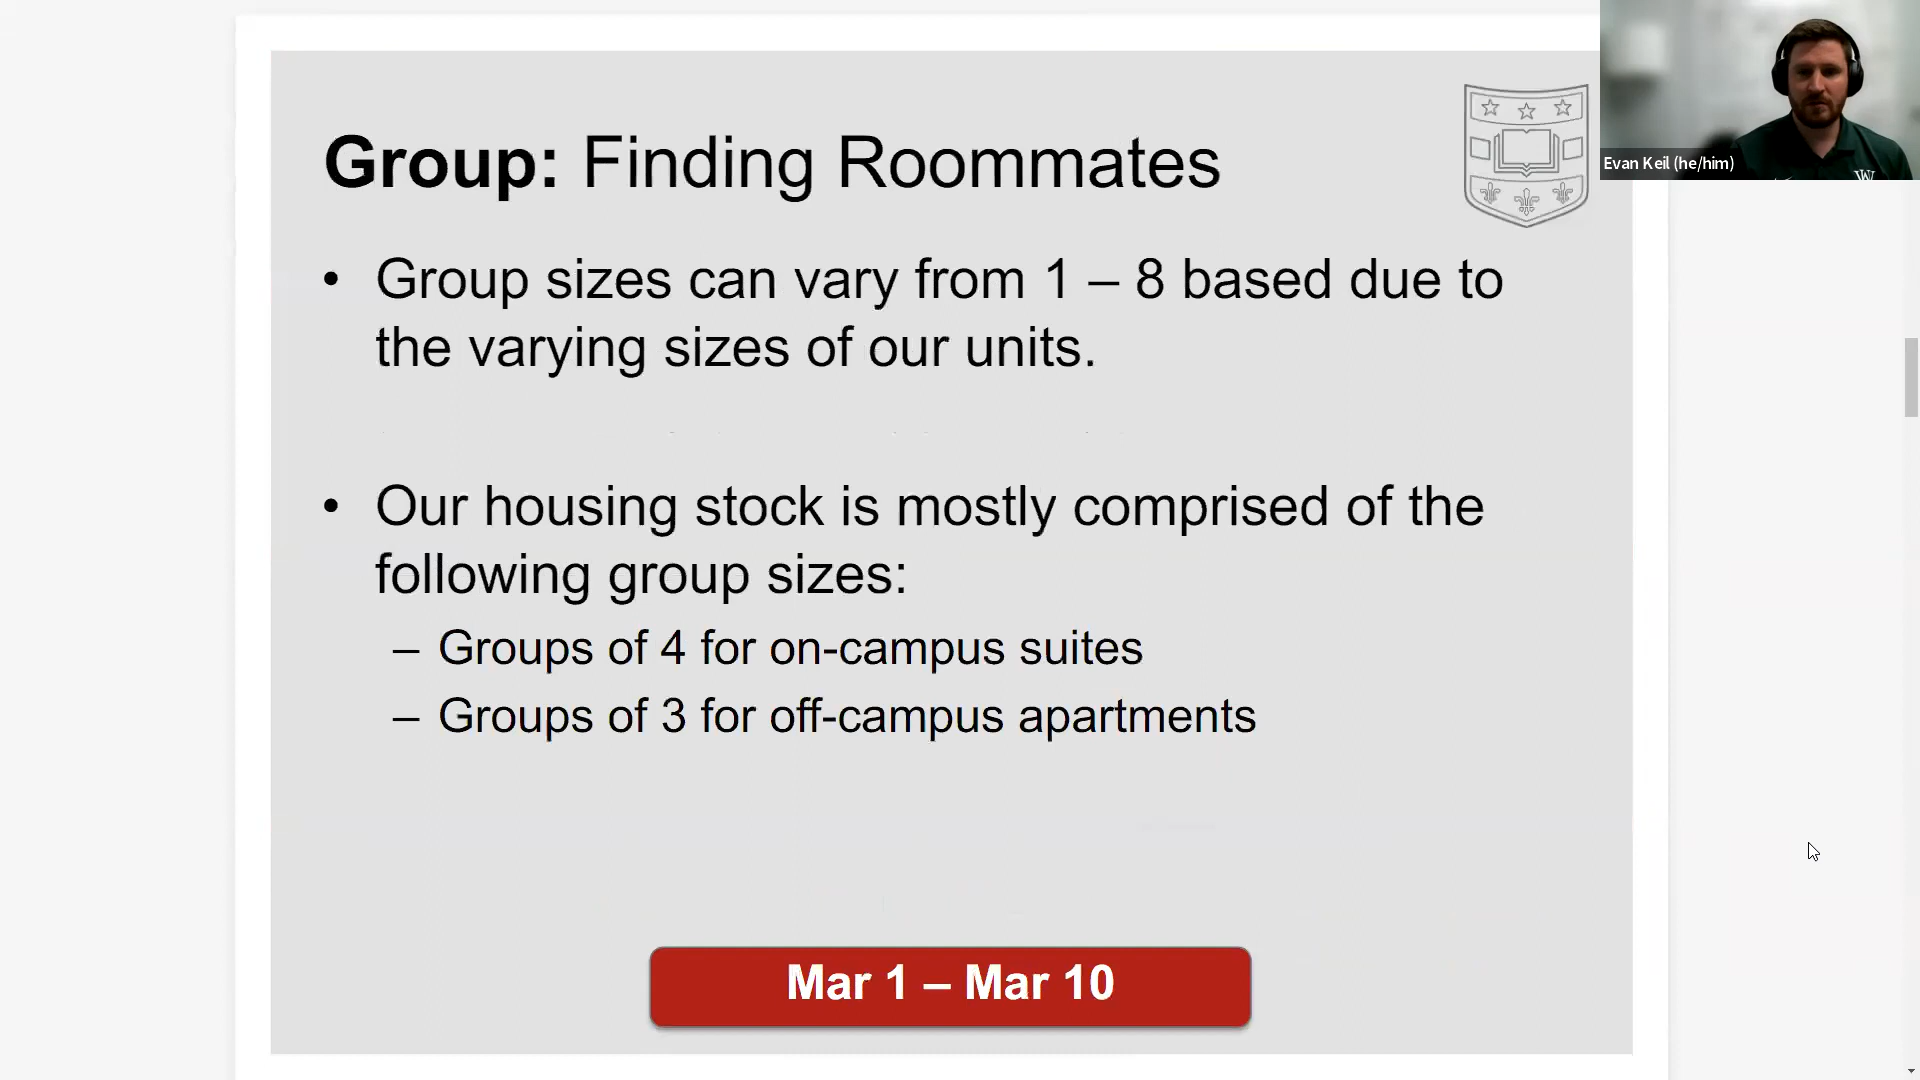 Group: Finding Roommates
• Group sizes can vary from 1 – 8 based due to
the varying sizes of our units.
• Our housing stock is mostly comprised of the
following group sizes:
– Groups of 4 for on-campus suites
– Groups of 3 for off-campus apartments
Mar 1 – Mar 10
Evan Keil (he/him)
W